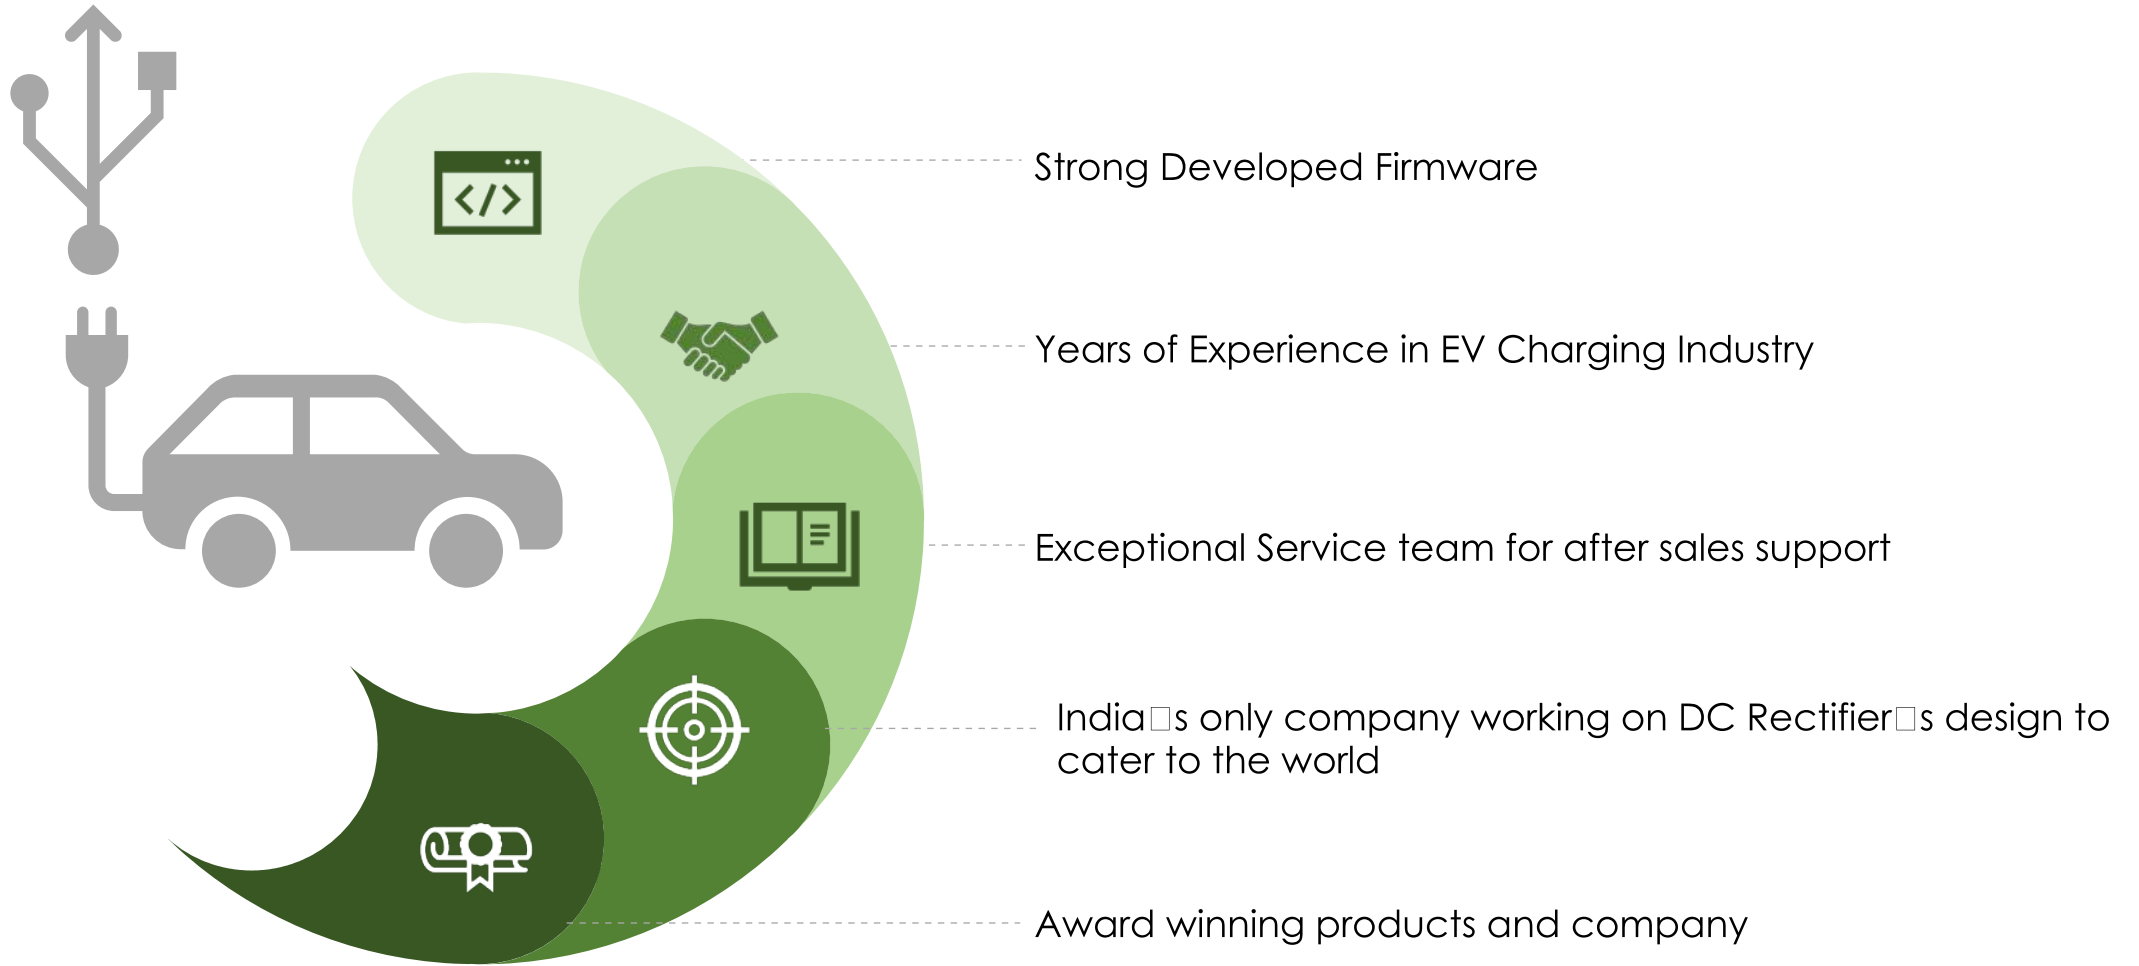 Strong Developed Firmware
Years of Experience in EV Charging Industry
Exceptional Service team for after sales support
India□s only company working on DC Rectifier□s design to
cater to the world
Award winning products and company